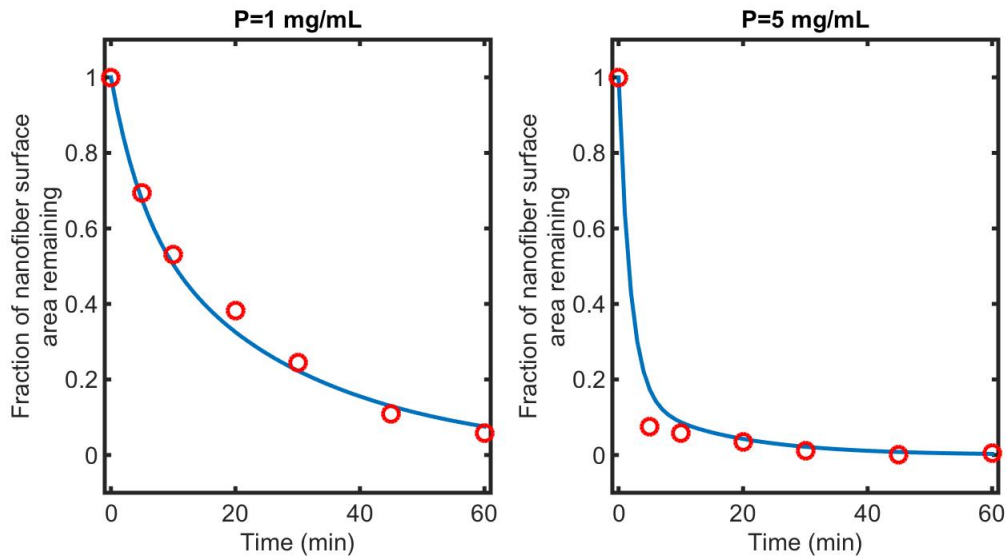 P=1 mg/mL
Fraction of nanofiber surface
area remaining
1
0.8
0.6
0.4
0.2
0
0
20
40
60
Time (min)
P=5 mg/mL
Fraction of nanofiber surface
area remaining
1
0.8
0.6
0.4
0.2
0
0
20
40
60
Time (min)